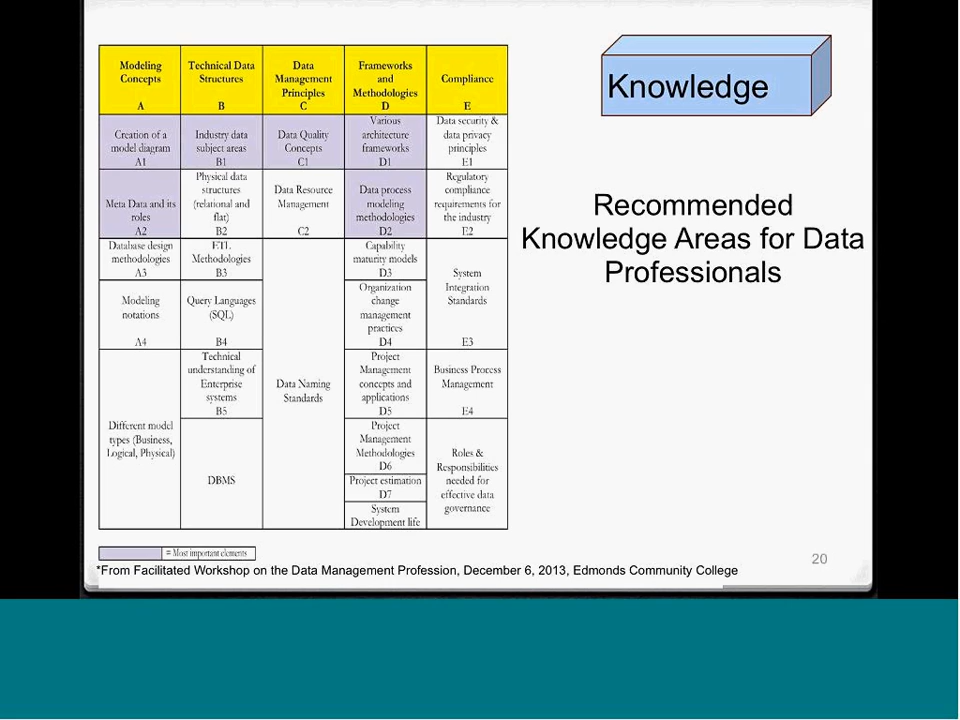 Modeling
Concepts
A
Technical Data
Structures
B
Data
Management
Principles
C
Frameworks
and
Methodologies
D
Compliance
E
Creation of a
model diagram
A1
Industry data
subject areas
B1
Data Quality
Concepts
C1
Various
architecture
frameworks
D1
Data security &
data privacy
principles
E1
Meta Data and its
roles
A2
Physical data
structures
(relational and
flat)
B2
Data Resource
Management
C2
Data process
modeling
methodologies
D2
Regulatory
compliance
requirements for
the industry
E2
Database design
methodologies
A3
ETL
Methodologies
B3
Data Naming
Standards
Capability
maturity models
D3
System
Integration
Standards
E3
Modeling
notations
A4
Query Languages
(SQL)
B4
Organization
change
management
practices
D4
Different model
types (Business,
Logical, Physical)
Technical
understanding of
Enterprise
systems
B5
Project
Management
concepts and
applications
D5
Business Process
Management
E4
DBMS
Project
Management
Methodologies
D6
Roles &
Responsibilities
needed for
effective data
governance
Project estimation
D7
System
Development life
= Most important elements
*From Facilitated Workshop on the Data Management Profession, December 6, 2013, Edmonds Community College
Knowledge
Recommended
Knowledge Areas for Data
Professionals
20